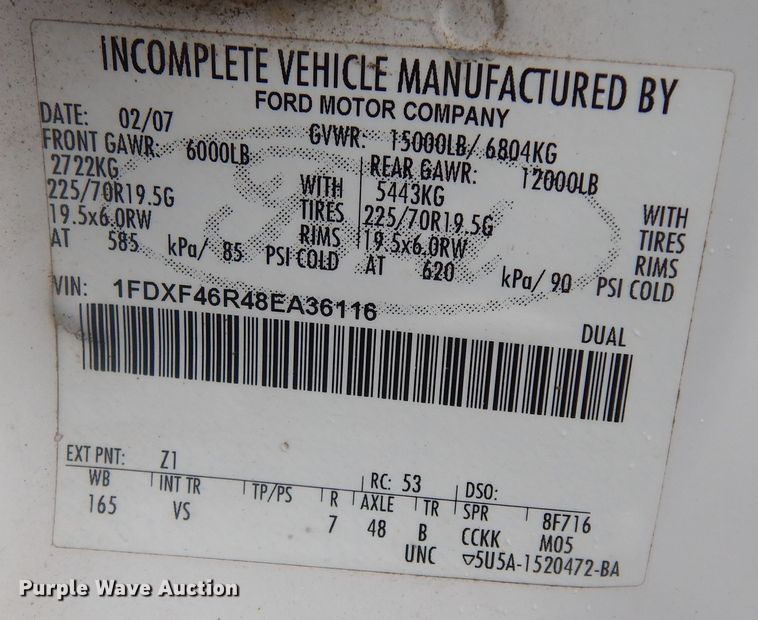 INCOMPLETE VEHICLE MANUFACTURED BY
FORD MOTOR COMPANY
DATE: 02/07 GVWR: 15000LB/ 6804KG
FRONT GAWR: 6000LB REAR GAWR: 12000LB
2722KG WITH 5443KG WITH
225/70R19.5G TIRES 225/70R19.5G TIRES
19.5x6.0RW RIMS 19.5x6.0RW RIMS
AT 585 kPa/ 85 PSI COLD AT 620 kPa/ 90 PSI COLD
VIN: 1FDXF46R48EA36116
DUAL
EXT PNT: Z1 RC: 53 DSO:
WB INT TR TP/PS R AXLE TR SPR 8F716
165 VS 7 48 B CCKK M05
UNC ▽5U5A-1520472-BA
Purple Wave Auction